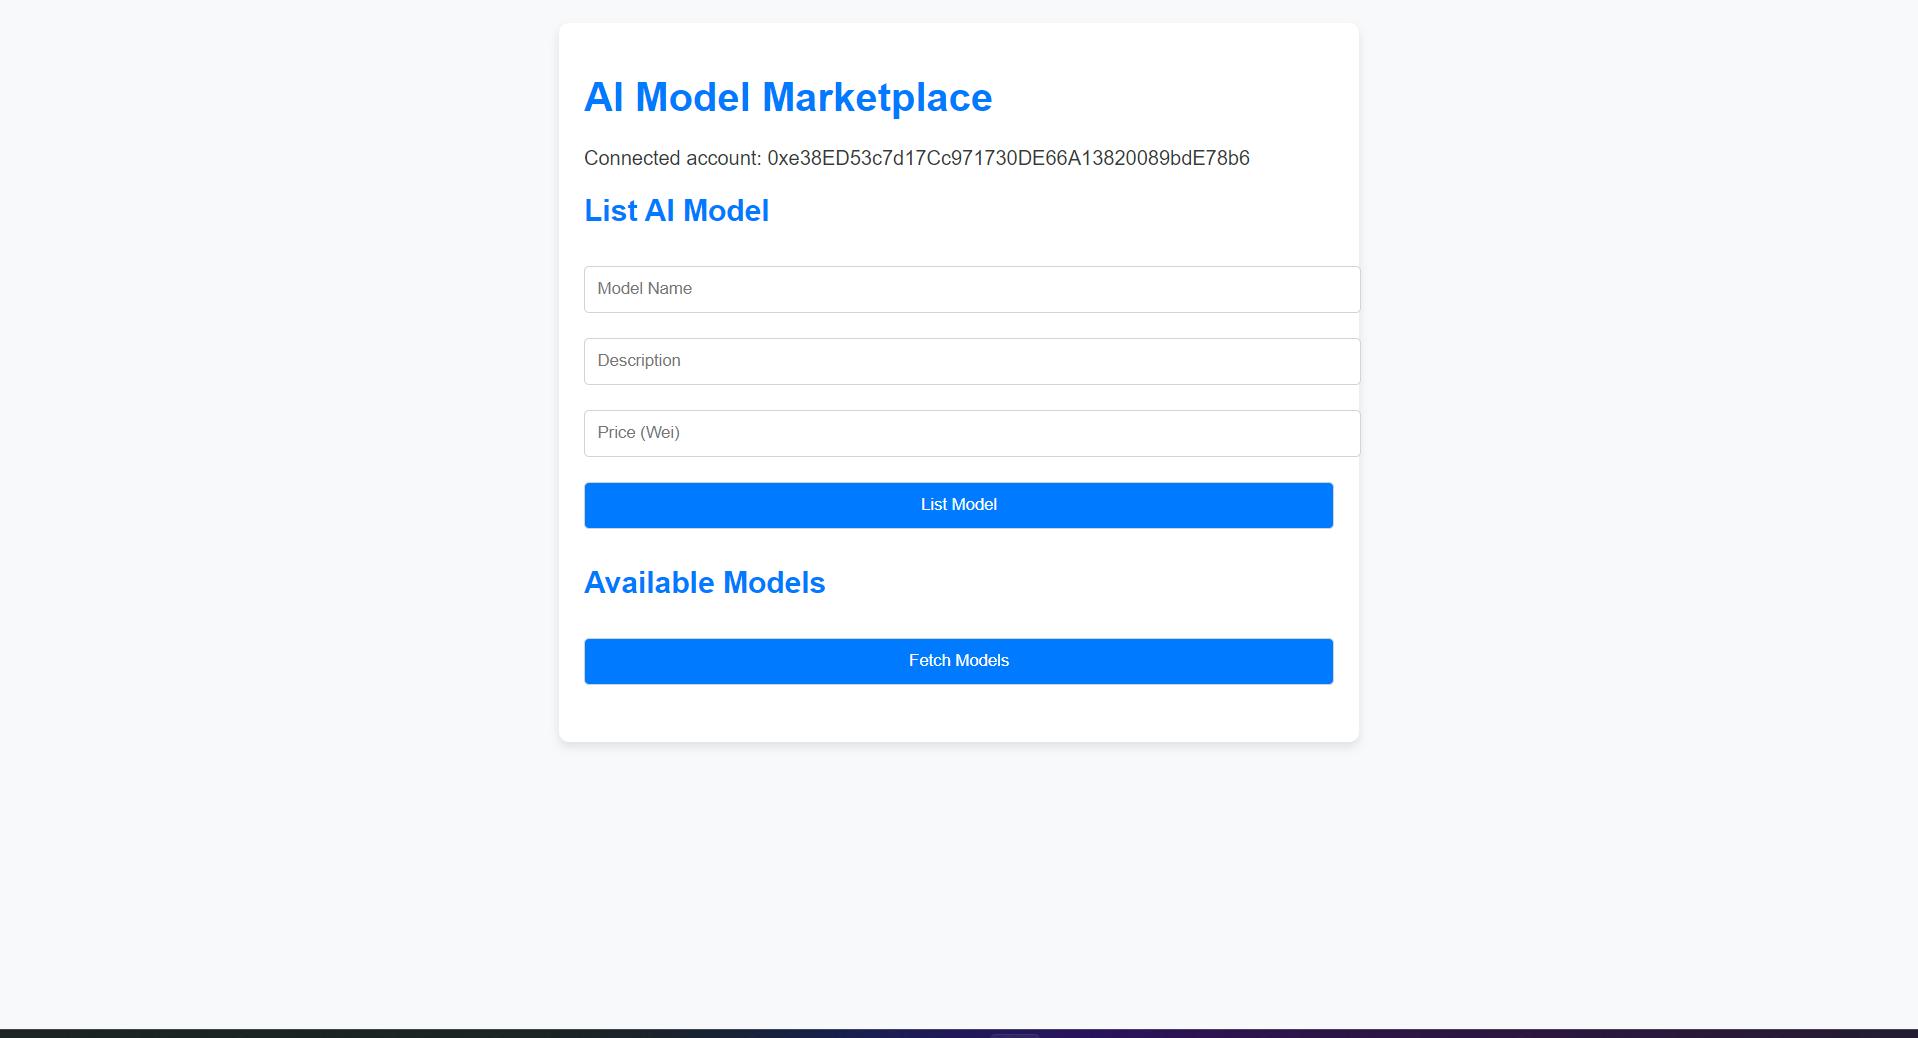 AI Model Marketplace
Connected account: 0xe38ED53c7d17Cc971730DE66A13820089bdE78b6
List AI Model
Model Name
Description
Price (Wei)
List Model
Available Models
Fetch Models